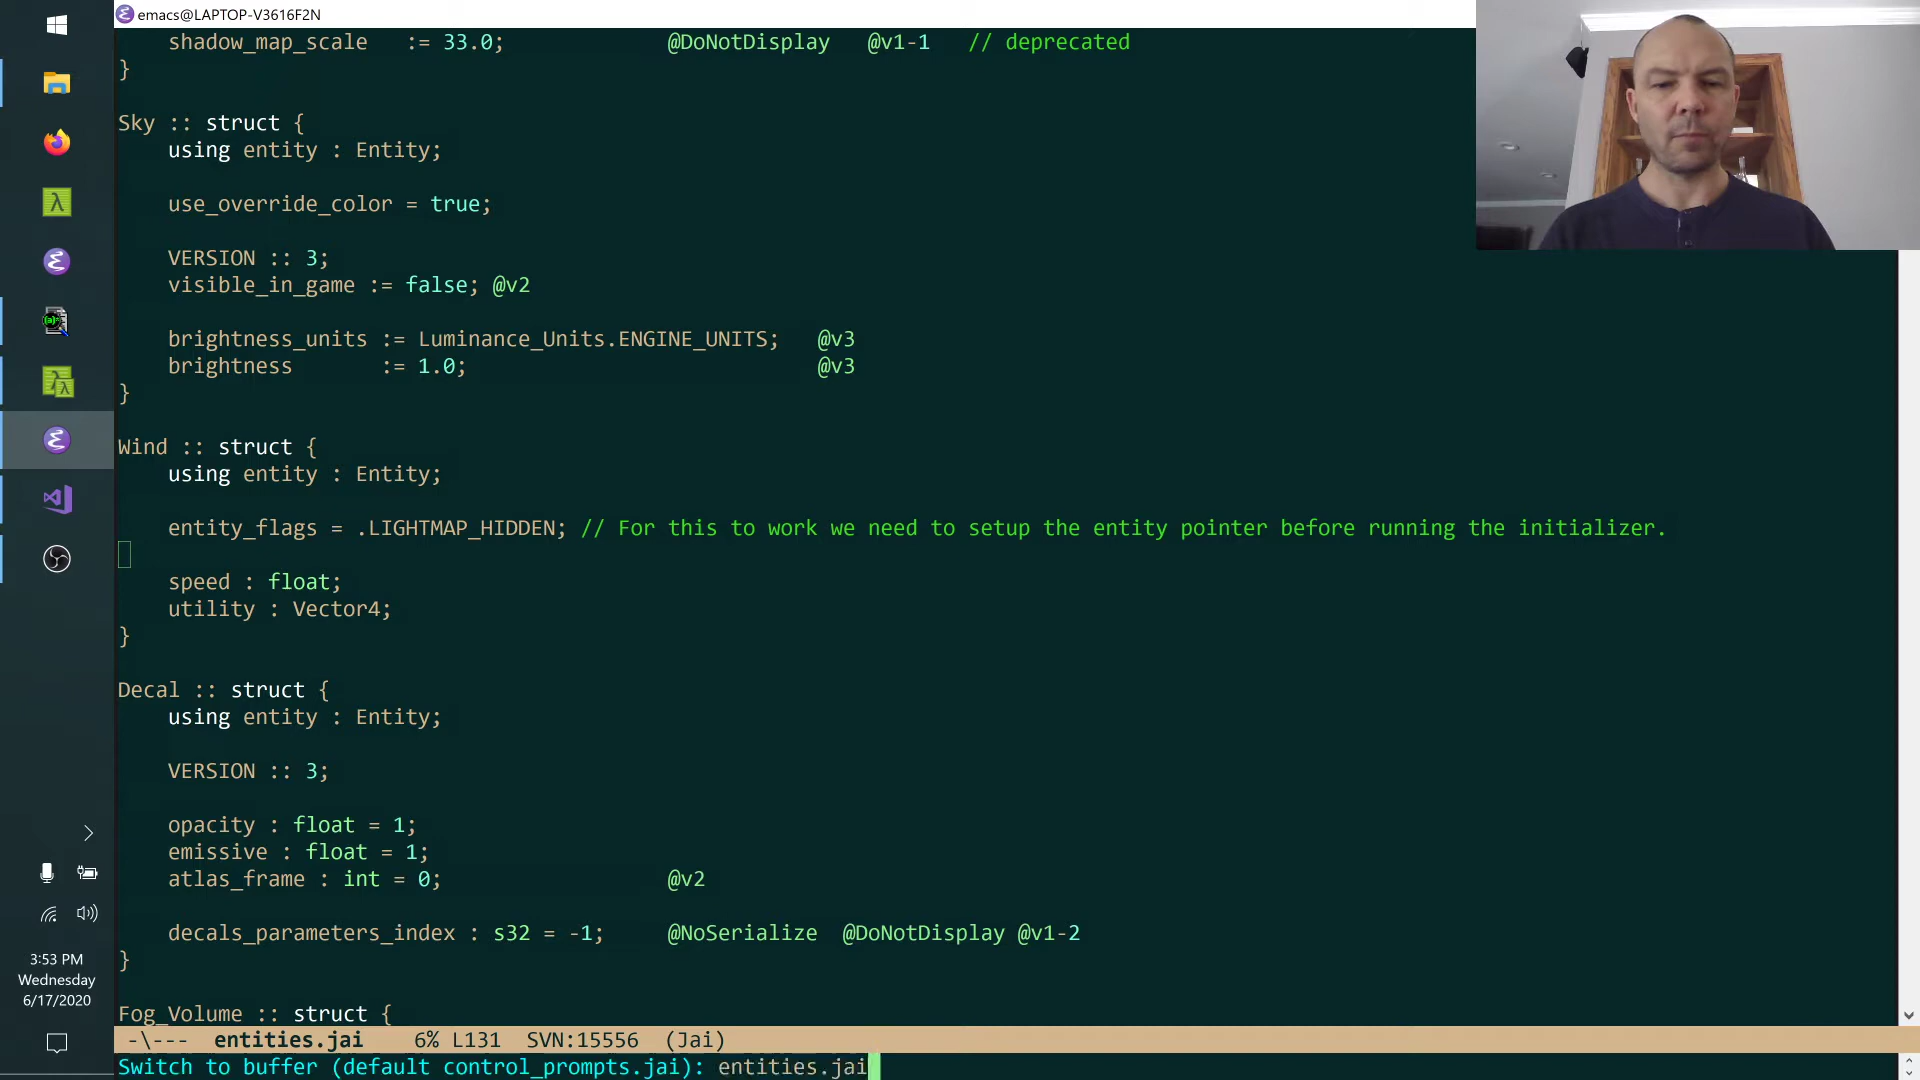 emacs@LAPTOP-V3616F2N
    shadow_map_scale   := 33.0;             @DoNotDisplay   @v1-1   // deprecated
}
Sky :: struct {
    using entity : Entity;
    use_override_color = true;
    VERSION :: 3;
    visible_in_game := false; @v2
    brightness_units := Luminance_Units.ENGINE_UNITS;   @v3
    brightness       := 1.0;                            @v3
}
Wind :: struct {
    using entity : Entity;
    entity_flags = .LIGHTMAP_HIDDEN; // For this to work we need to setup the entity pointer before running the initializer.
    speed : float;
    utility : Vector4;
}
Decal :: struct {
    using entity : Entity;
    VERSION :: 3;
    opacity : float = 1;
    emissive : float = 1;
    atlas_frame : int = 0;                  @v2
    decals_parameters_index : s32 = -1;     @NoSerialize  @DoNotDisplay @v1-2
}
Fog_Volume :: struct {
-\---  entities.jai    6% L131  SVN:15556  (Jai)
Switch to buffer (default control_prompts.jai): entities.jai
3:53 PM
Wednesday
6/17/2020